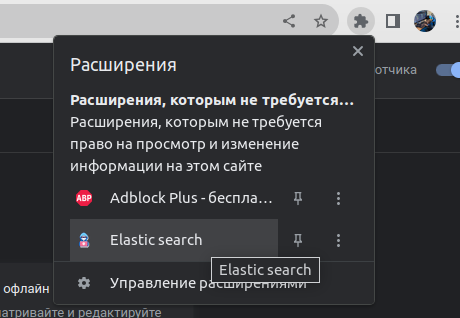 Расширения
отчика
Расширения, которым не требуется...
Расширения, которым не требуется
право на просмотр и изменение
информации на этом сайте
ABP Adblock Plus - беспла...
Elastic search
Elastic search
Управление расширениями
офлайн
матривайте и редактируйте